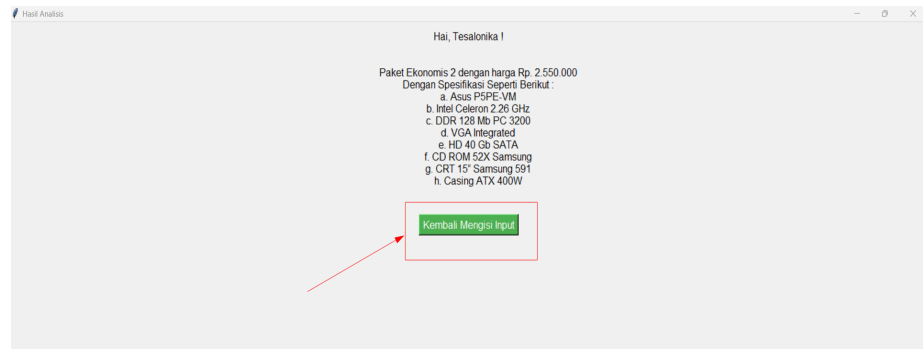 Hasil Analisis
Hai, Tesalonika !
Paket Ekonomis 2 dengan harga Rp. 2.550.000
Dengan Spesifikasi Seperti Berikut :
a. Asus P5PE-VM
b. Intel Celeron 2.26 GHz
c. DDR 128 Mb PC 3200
d. VGA Integrated
e. HD 40 Gb SATA
f. CD ROM 52X Samsung
g. CRT 15" Samsung 591
h. Casing ATX 400W
Kembali Mengisi Input